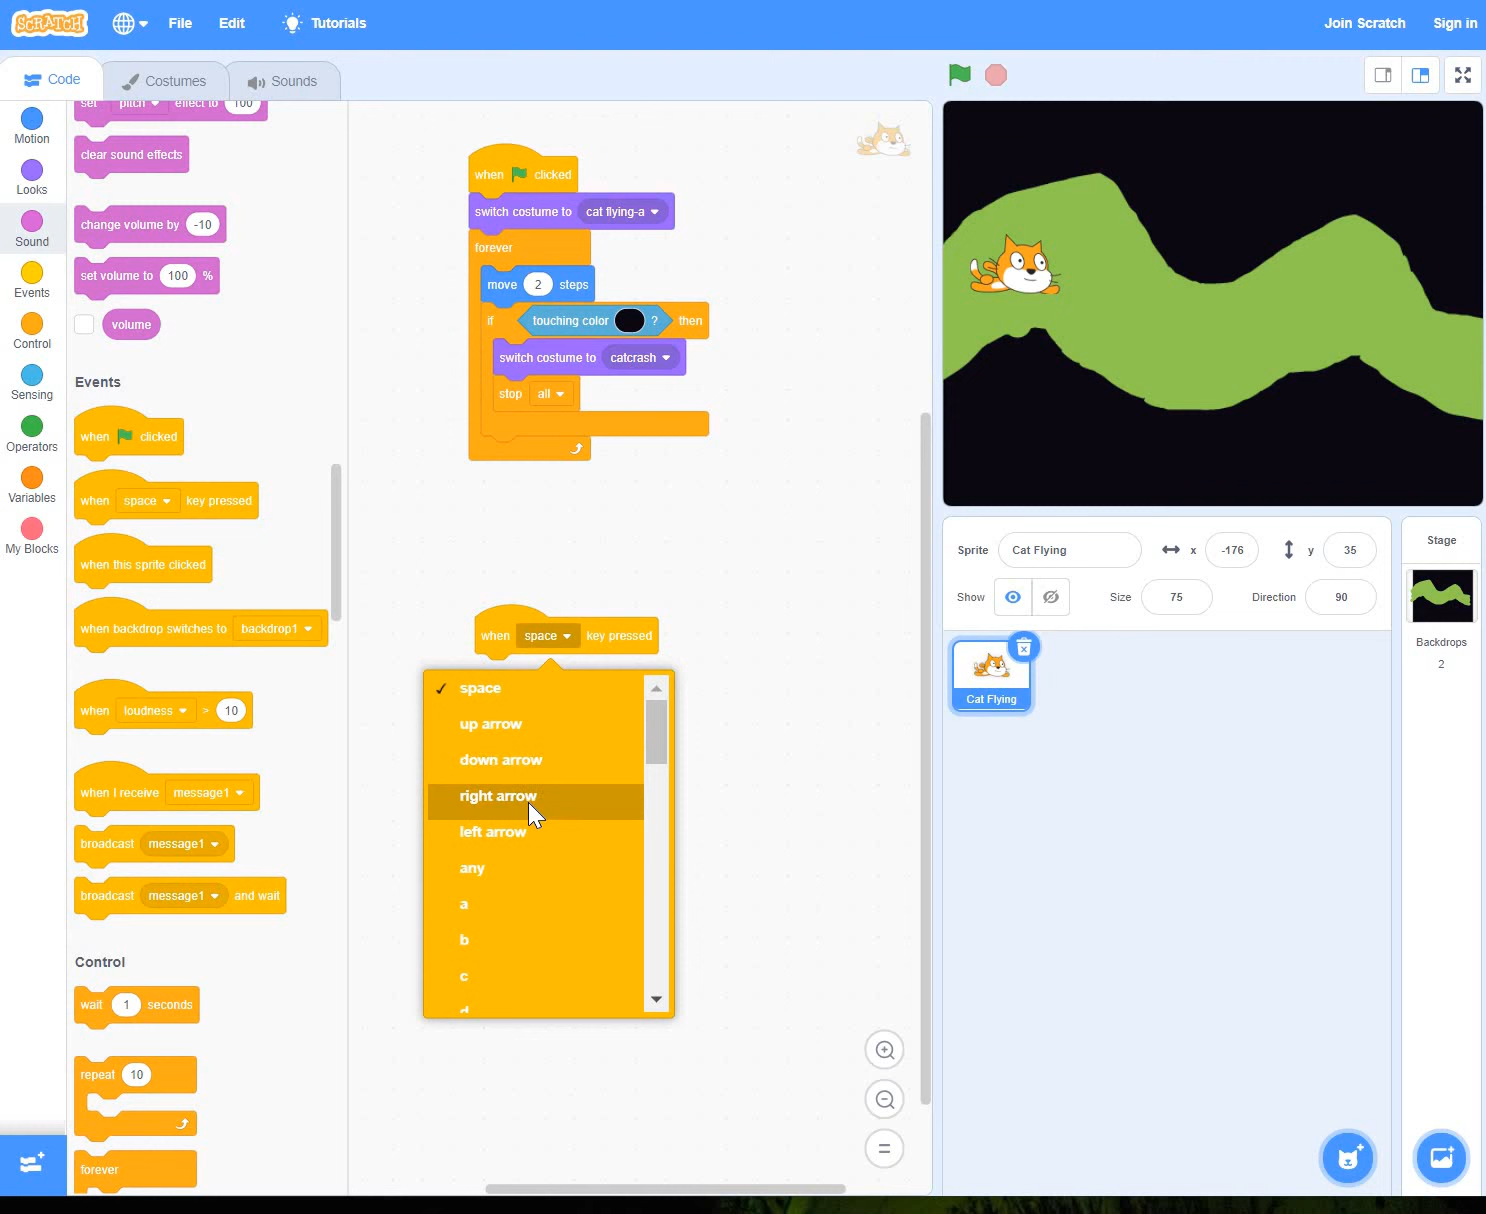 SCRATCH File Edit Tutorials Join Scratch Sign in
Code Costumes Sounds
Motion
Looks
Sound
Events
Control
Sensing
Operators
Variables
My Blocks
set pitch effect to 100
clear sound effects
change volume by -10
set volume to 100 %
volume
Events
when clicked
when space key pressed
when this sprite clicked
when backdrop switches to backdrop1
when loudness > 10
when I receive message1
broadcast message1
broadcast message1 and wait
Control
wait 1 seconds
repeat 10
forever
when clicked
switch costume to cat flying-a
forever
move 2 steps
if touching color ? then
switch costume to catcrash
stop all
when space key pressed
✓ space
up arrow
down arrow
right arrow
left arrow
any
a
b
c
d
Sprite Cat Flying x -176 y 35
Show Size 75 Direction 90
Cat Flying
Stage
Backdrops
2